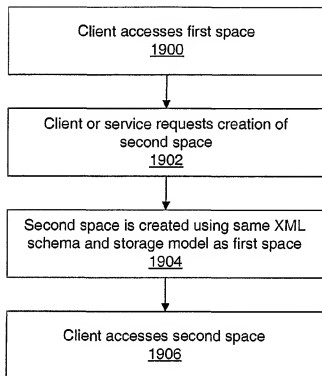 Client accesses first space
1900
Client or service requests creation of
second space
1902
Second space is created using same XML
schema and storage model as first space
1904
Client accesses second space
1906